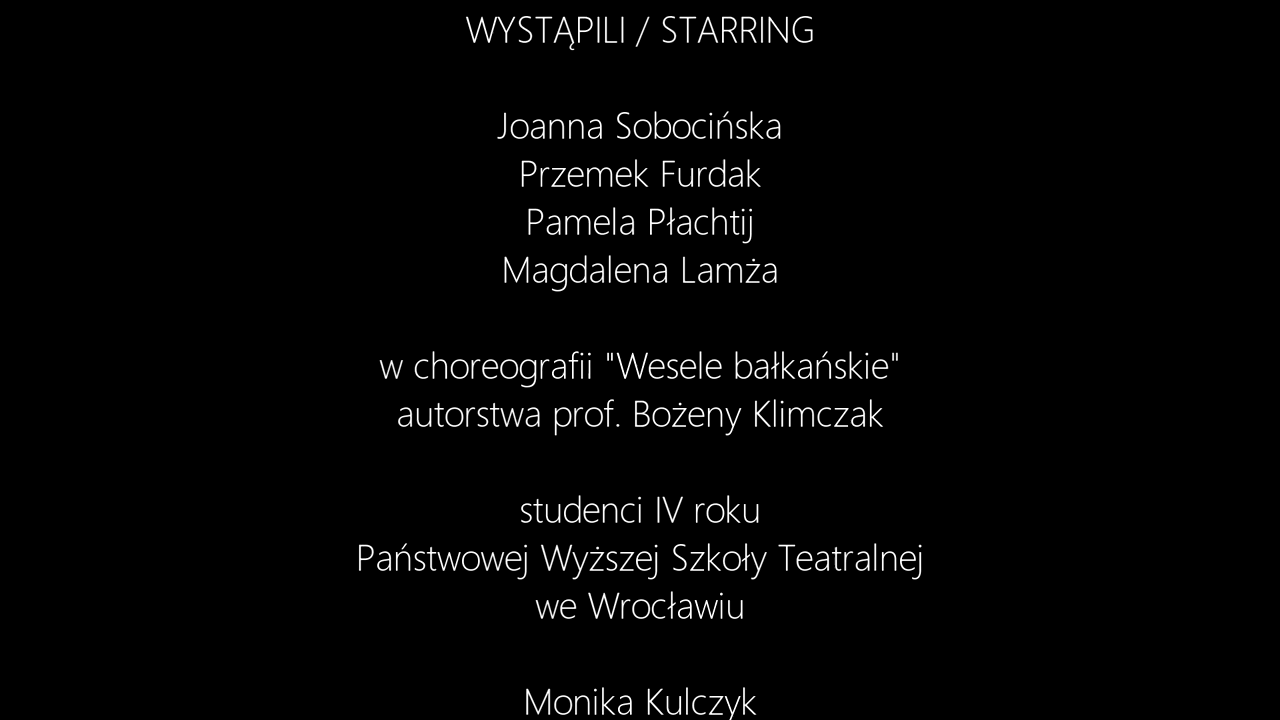 WYSTĄPILI / STARRING
Joanna Sobocińska
Przemek Furdak
Pamela Płachtij
Magdalena Lamża
w choreografii "Wesele bałkańskie"
autorstwa prof. Bożeny Klimczak
studenci IV roku
Państwowej Wyższej Szkoły Teatralnej
we Wrocławiu
Monika Kulczyk